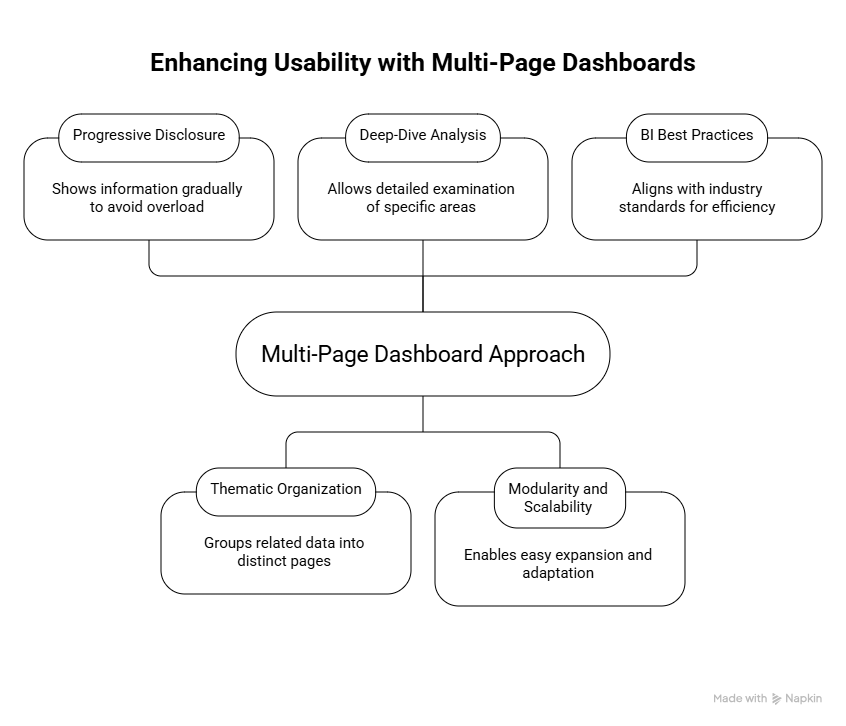 Enhancing Usability with Multi-Page Dashboards
Progressive Disclosure
Shows information gradually
to avoid overload
Deep-Dive Analysis
Allows detailed examination
of specific areas
BI Best Practices
Aligns with industry
standards for efficiency
Multi-Page Dashboard Approach
Thematic Organization
Groups related data into
distinct pages
Modularity and
Scalability
Enables easy expansion and
adaptation
Made with Napkin